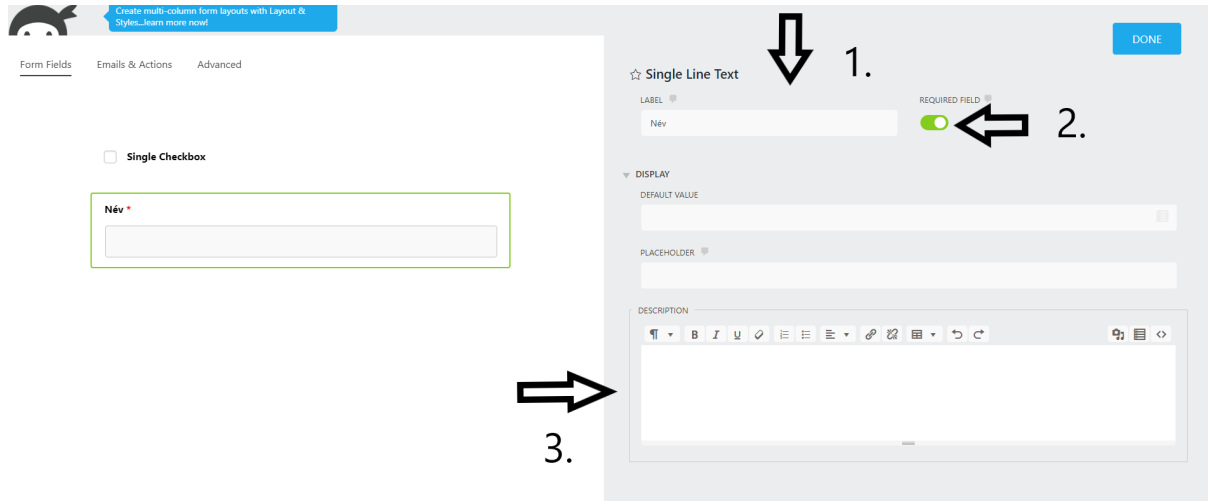 Create multi-column form layouts with Layout &
Styles...learn more now!
DONE
Form Fields
Emails & Actions
Advanced
1.
Single Line Text
LABEL
REQUIRED FIELD
Név
2.
Single Checkbox
DISPLAY
DEFAULT VALUE
Név *
PLACEHOLDER
DESCRIPTION
¶ B I U
3.